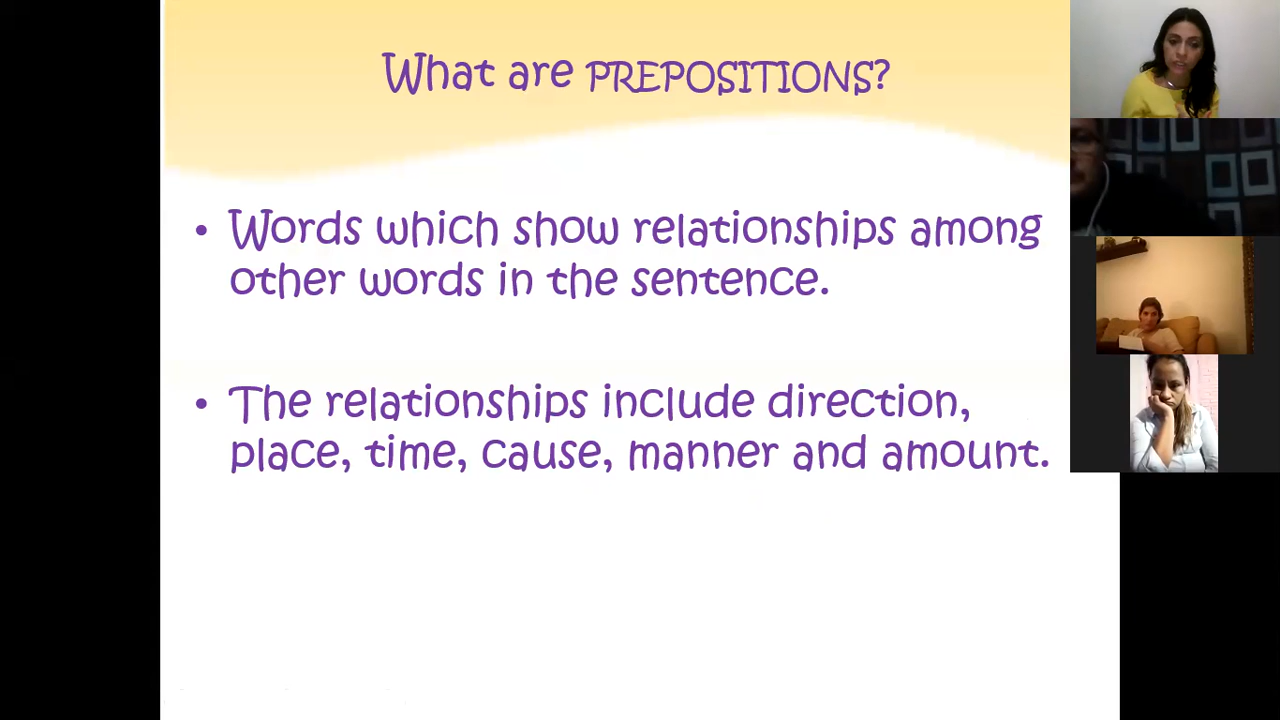 What are PREPOSITIONS?
• Words which show relationships among
other words in the sentence.
• The relationships include direction,
place, time, cause, manner and amount.